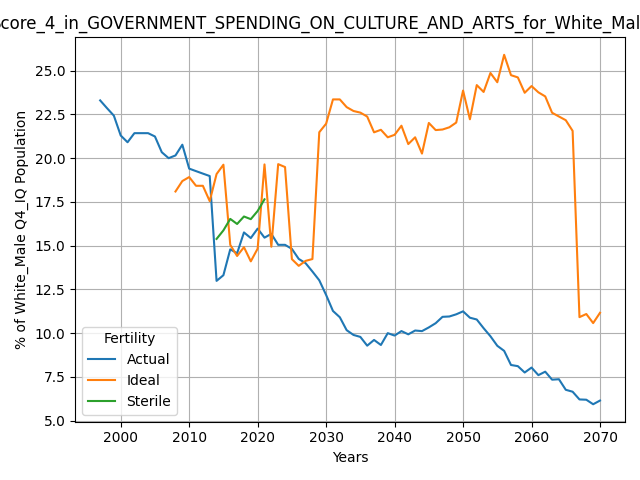 core_4_in_GOVERNMENT_SPENDING_ON_CULTURE_AND_ARTS_for_White_Mal
% of White_Male Q4_IQ Population
25.0
22.5
20.0
17.5
15.0
12.5
10.0
7.5
5.0
Fertility
Actual
Ideal
Sterile
2000 2010 2020 2030 2040 2050 2060 2070
Years